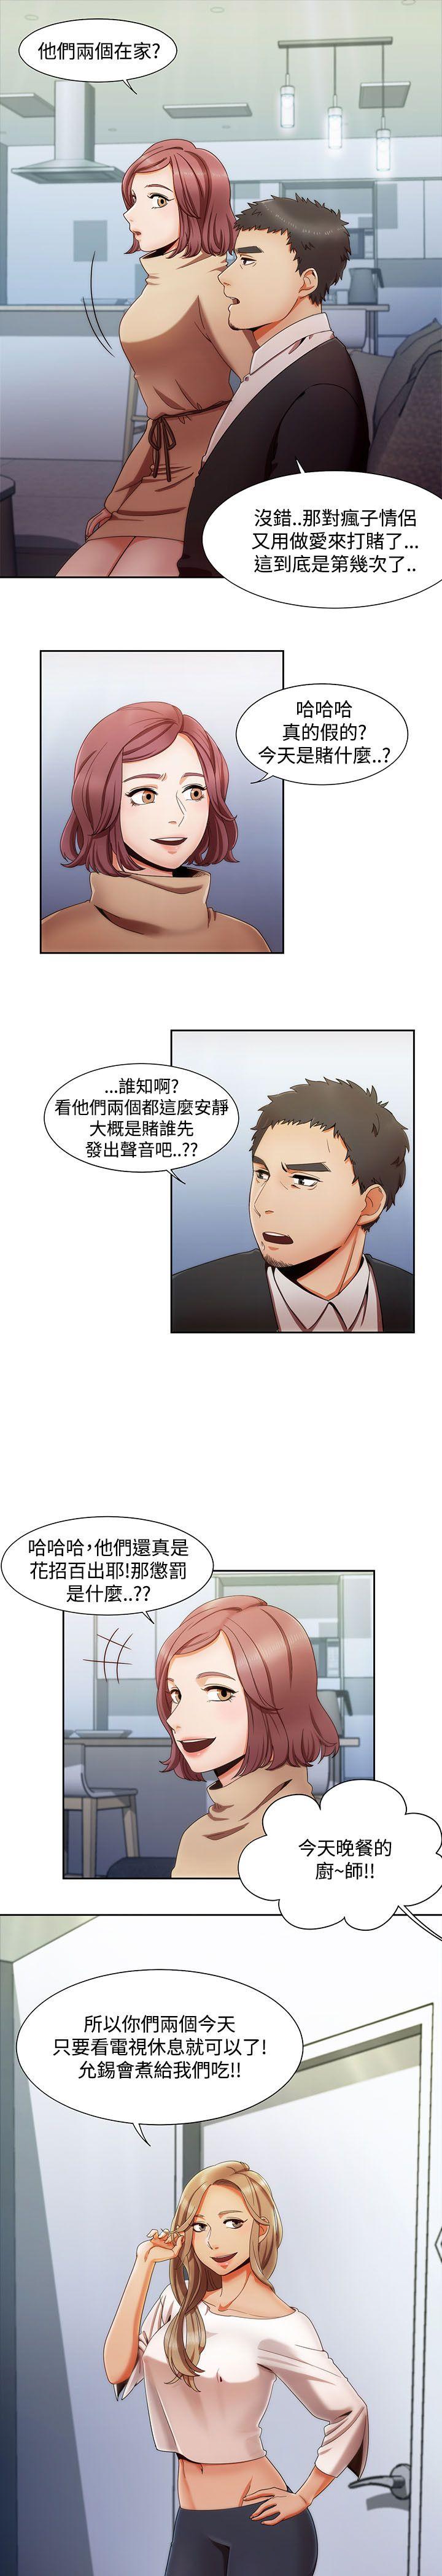 他們兩個在家?
沒錯..那對瘋子情侶
又用做愛來打賭了...
這到底是第幾次了..
哈哈哈
真的假的?
今天是賭什麼..?
...誰知啊?
看他們兩個都這麼安靜
大概是賭誰先
發出聲音吧..??
哈哈哈,他們還真是
花招百出耶!那懲罰
是什麼..??
今天晚餐的
廚~師!!
所以你們兩個今天
只要看電視休息就可以了!
允錫會煮給我們吃!!